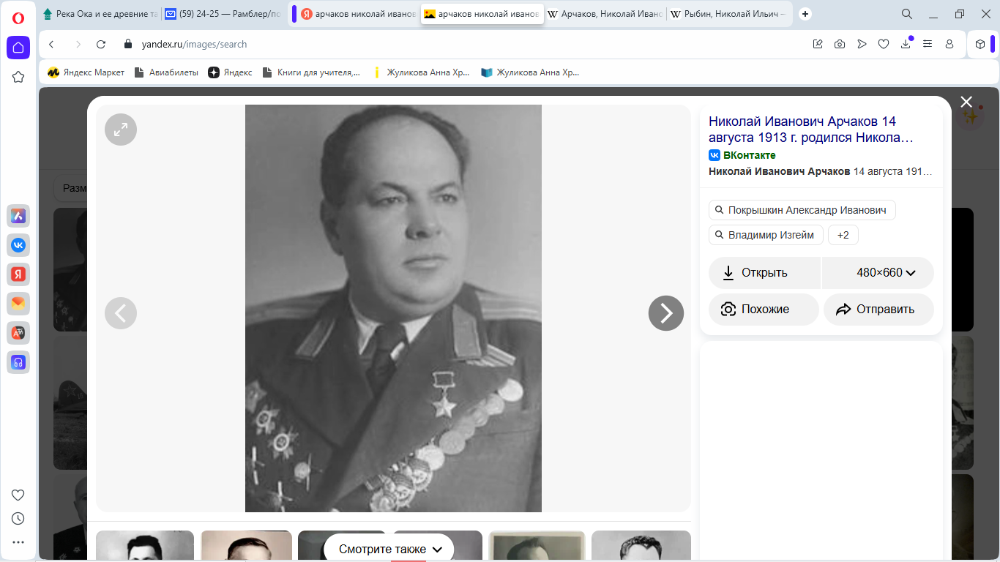 Река Ока и ее древние та
(59) 24-25 — Рамблер/по
арчаков николай иванов
арчаков николай иванов
Арчаков, Николай Ивано
Рыбин, Николай Ильич —
yandex.ru/images/search
Яндекс Маркет
Авиабилеты
Яндекс
Книги для учителя,...
Жуликова Анна Хр...
Жуликова Анна Хр...
Разм
Николай Иванович Арчаков 14
августа 1913 г. родился Никола…
ВКонтакте
Николай Иванович Арчаков 14 августа 191…
Покрышкин Александр Иванович
Владимир Изгейм
+2
Открыть
480×660
Похожие
Отправить
Смотрите также